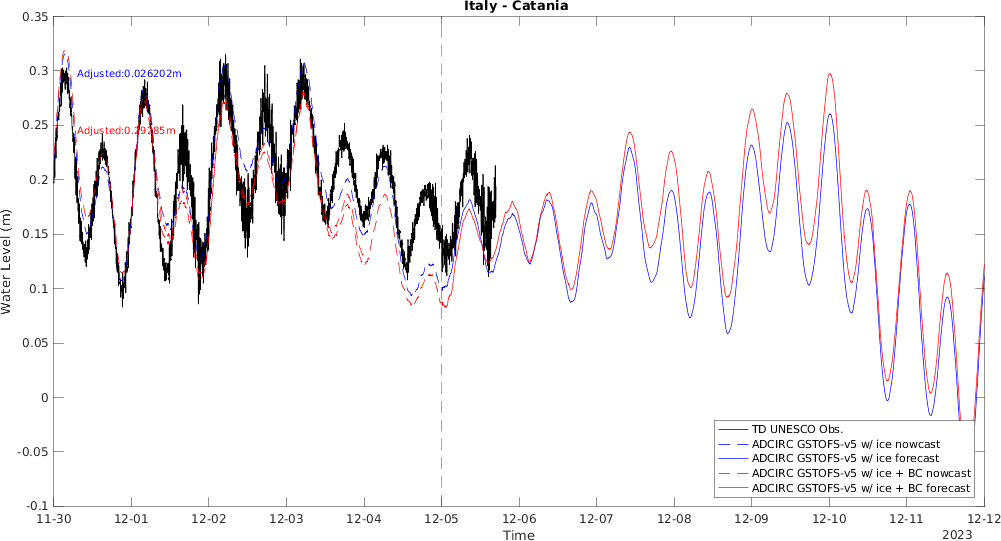 Italy - Catania
0.35
0.3
0.25
0.2
0.15
0.1
0.05
0
-0.05
-0.1
Water Level (m)
Adjusted:0.026202m
Adjusted:0.29285m
TD UNESCO Obs.
ADCIRC GSTOFS-v5 w/ ice nowcast
ADCIRC GSTOFS-v5 w/ ice forecast
ADCIRC GSTOFS-v5 w/ ice + BC nowcast
ADCIRC GSTOFS-v5 w/ ice + BC forecast
11-30 12-01 12-02 12-03 12-04 12-05 12-06 12-07 12-08 12-09 12-10 12-11 12-12
Time
2023